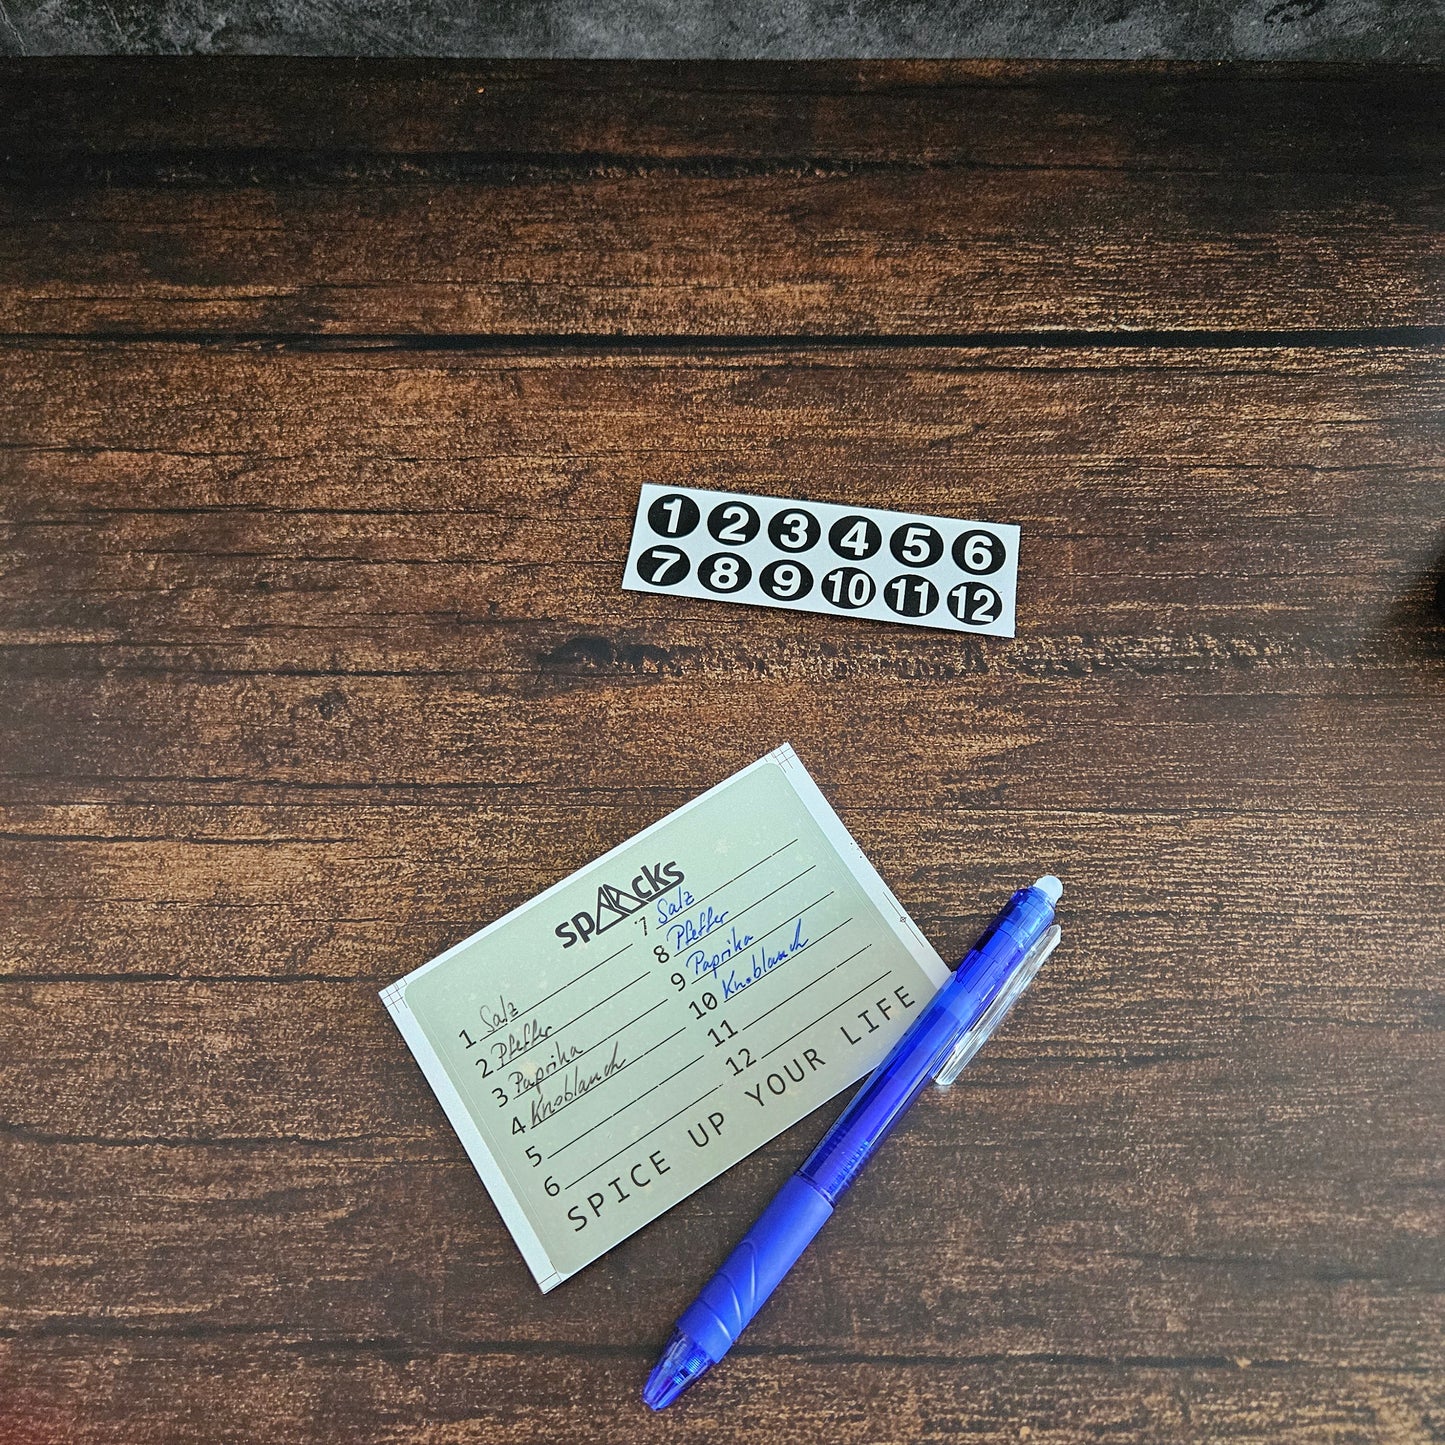 1 2 3 4 5 6
7 8 9 10 11 12
spacks
1 Salz
2 Pfeffer
3 Paprika
4 Knoblauch
5
6
7 Salz
8 Pfeffer
9 Paprika
10 Knoblauch
11
12
SPICE UP YOUR LIFE